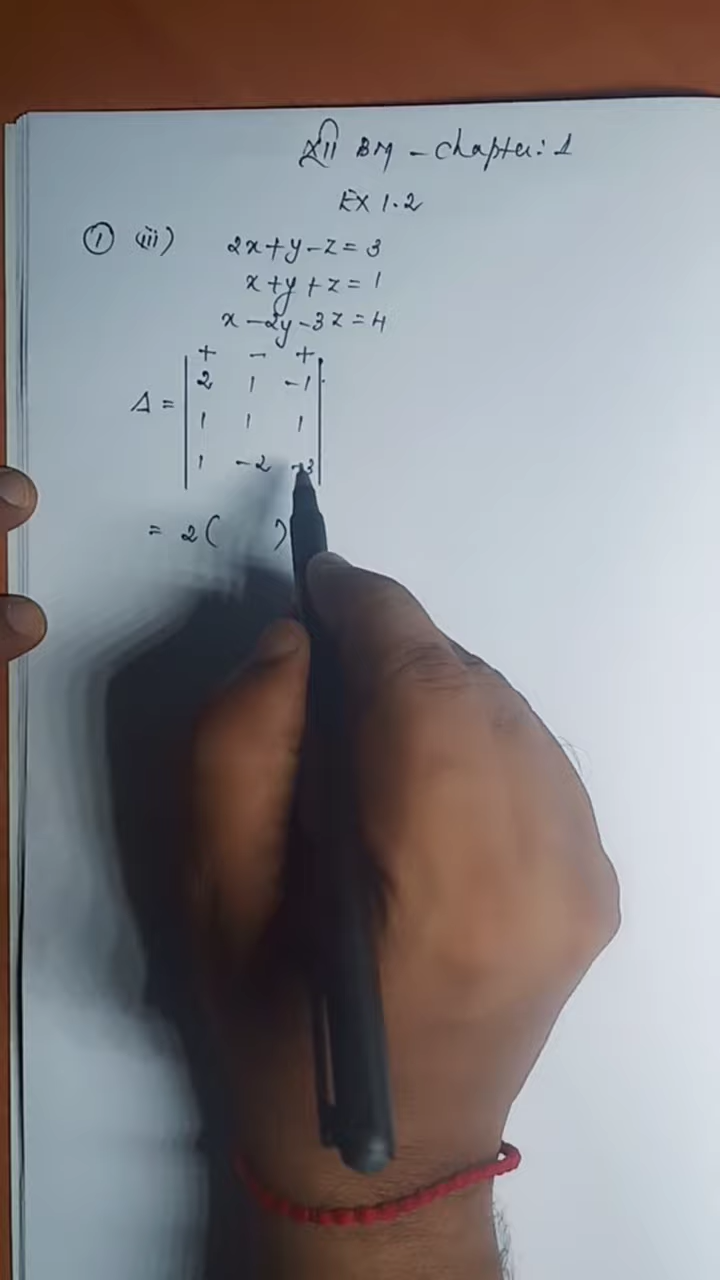 XII BM - chapter: 1
EX 1.2
① (iii) 2x+y-z=3
x+y+z=1
x-2y-3z=4
+ - +
Δ = | 2 1 -1 |
| 1 1 1 |
| 1 -2 -3 |
= 2( )